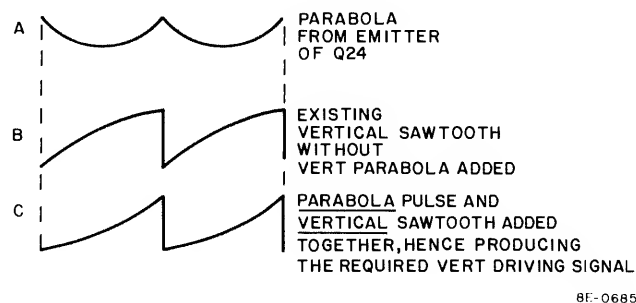 A
PARABOLA
FROM EMITTER
OF Q24
B
EXISTING
VERTICAL SAWTOOTH
WITHOUT
VERT PARABOLA ADDED
C
PARABOLA PULSE AND
VERTICAL SAWTOOTH ADDED
TOGETHER, HENCE PRODUCING
THE REQUIRED VERT DRIVING SIGNAL
8E-0685